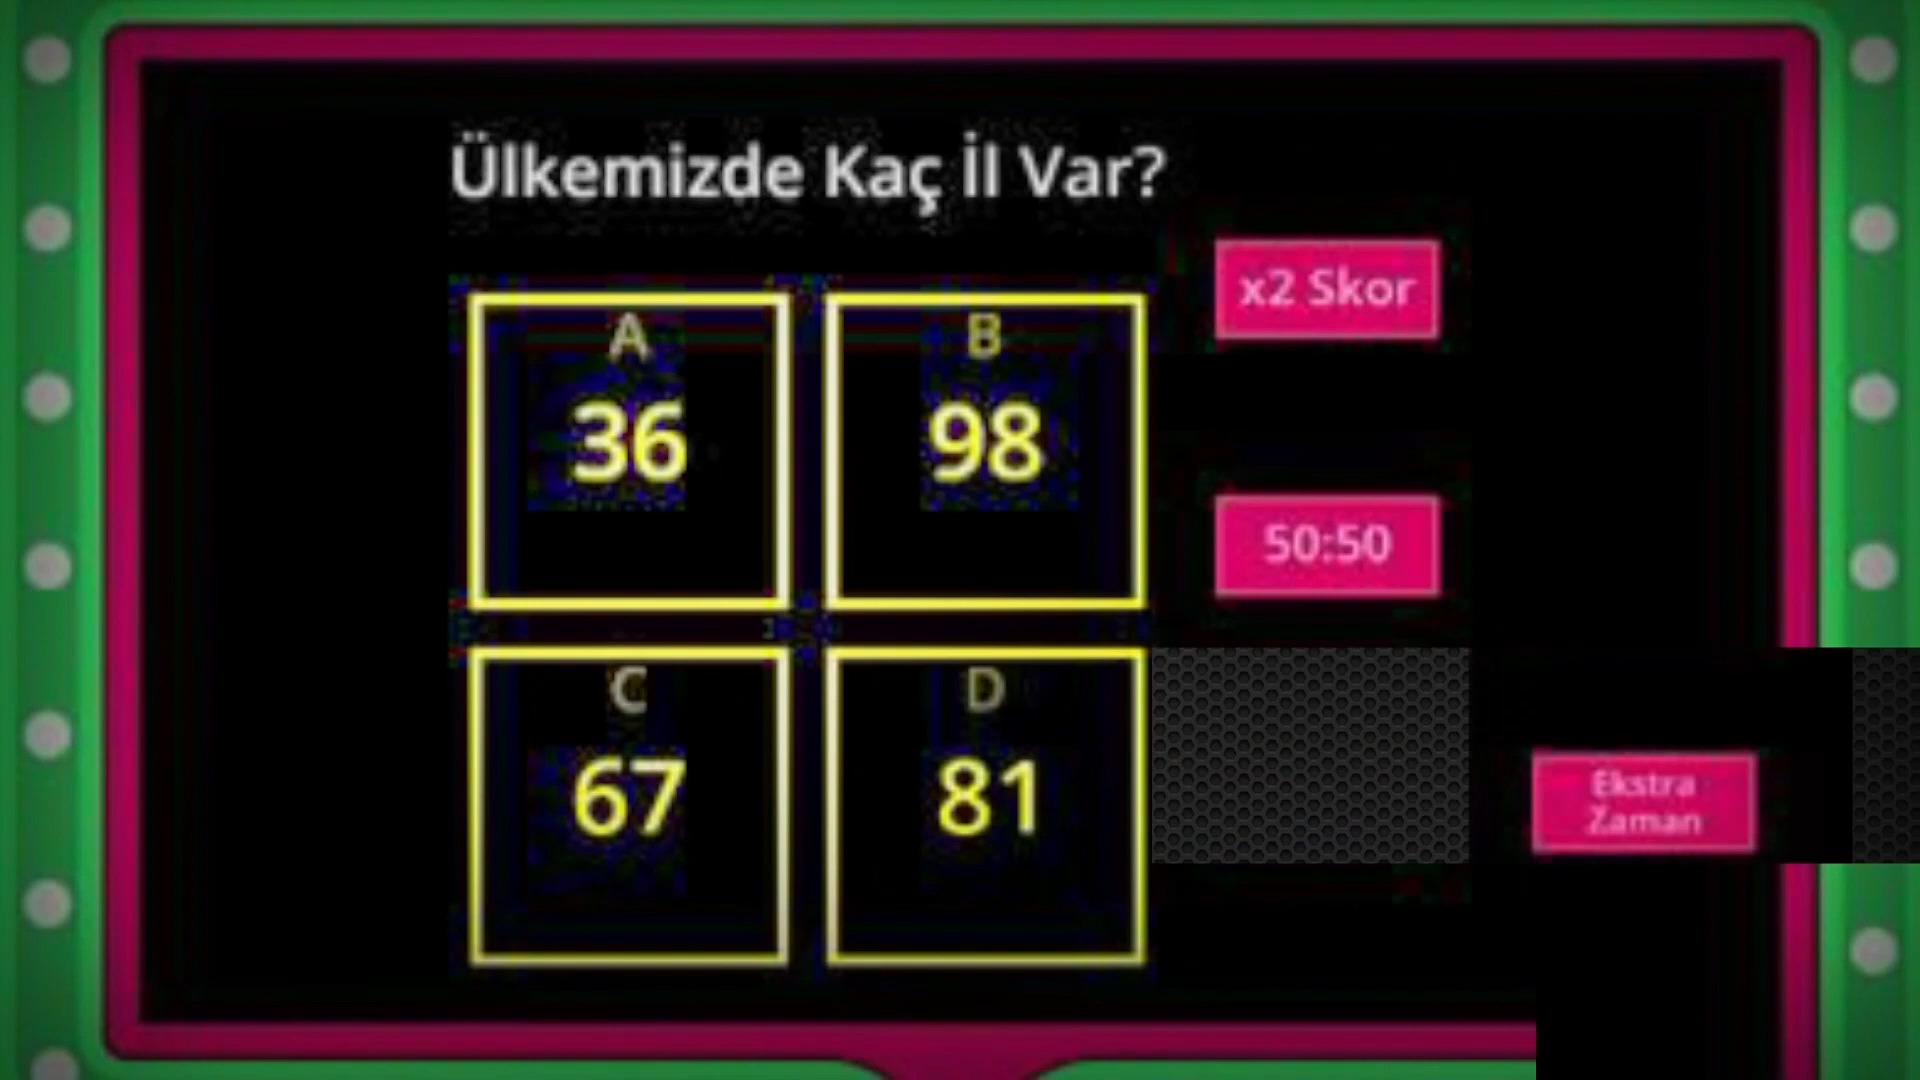 Ülkemizde Kaç İl Var?
x2 Skor
A
36
B
98
50:50
C
67
D
81
Ekstra
Zaman